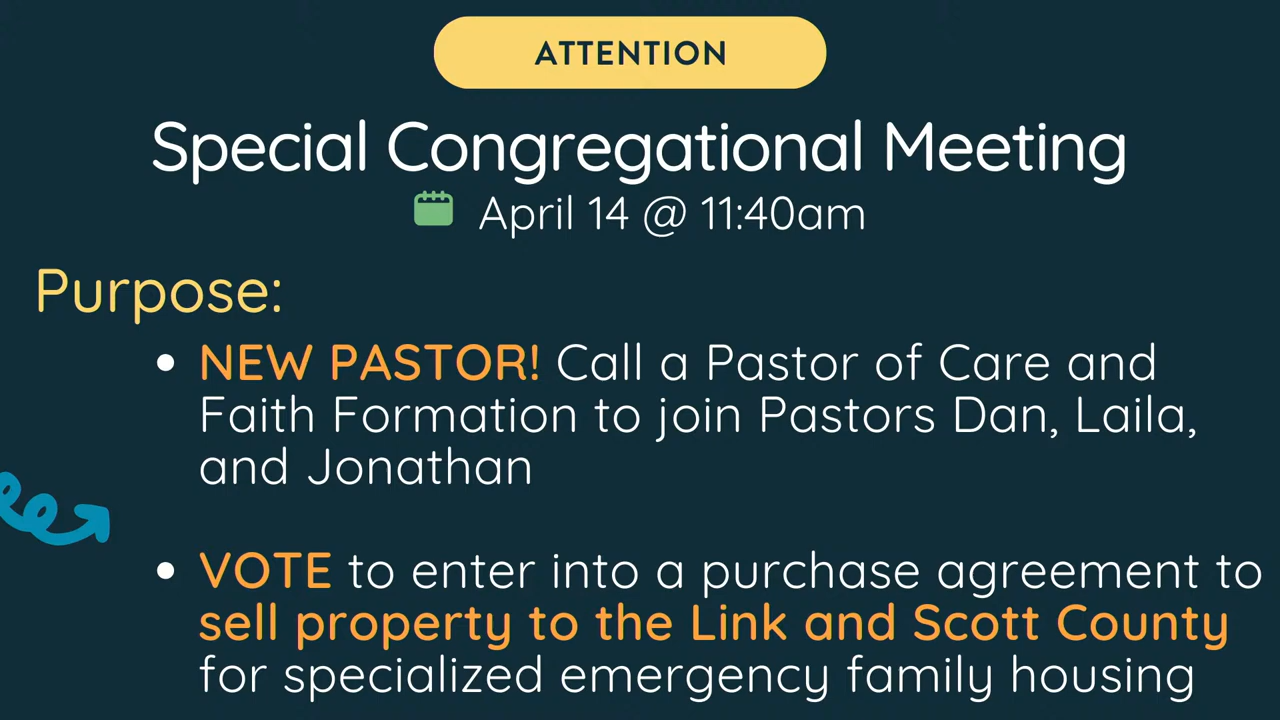 ATTENTION
Special Congregational Meeting
April 14 @ 11:40am
Purpose:
• NEW PASTOR! Call a Pastor of Care and
Faith Formation to join Pastors Dan, Laila,
and Jonathan
• VOTE to enter into a purchase agreement to
sell property to the Link and Scott County
for specialized emergency family housing